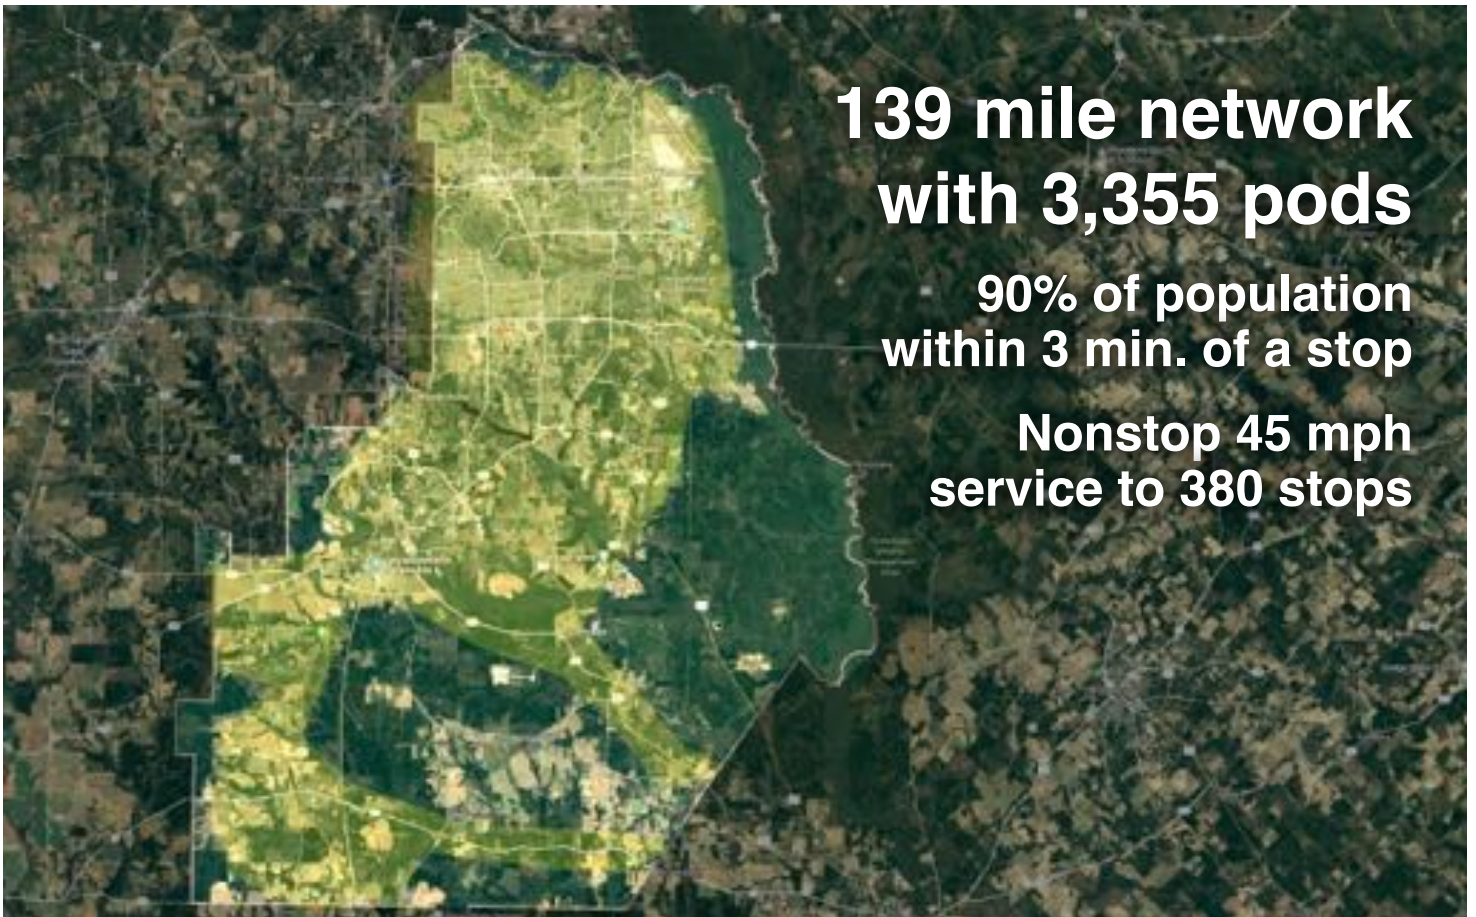 139 mile network
with 3,355 pods
90% of population
within 3 min. of a stop
Nonstop 45 mph
service to 380 stops